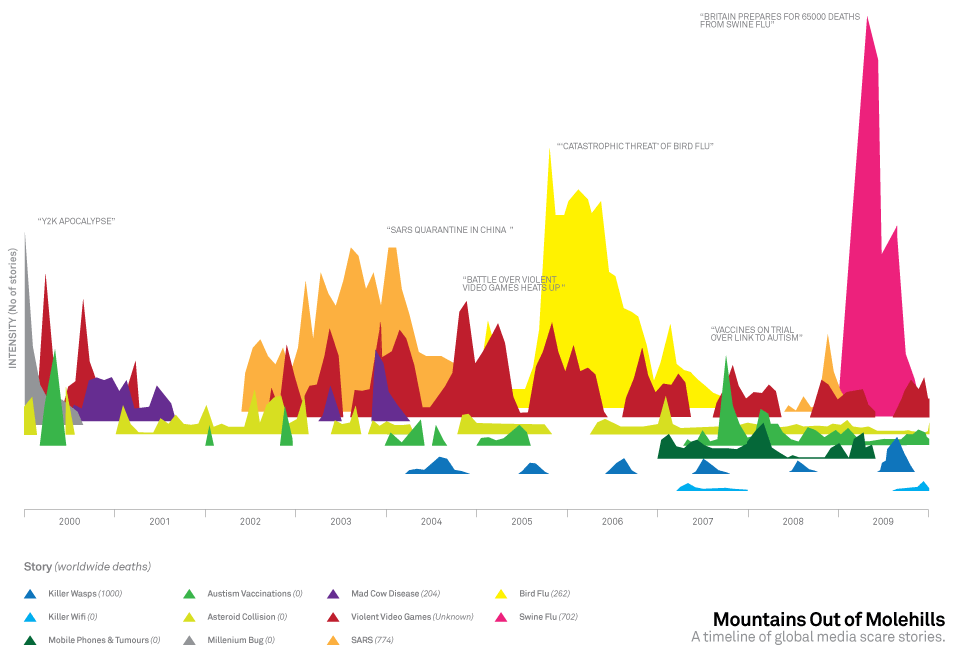 "BRITAIN PREPARES FOR 65000 DEATHS
FROM SWINE FLU"
"'CATASTROPHIC THREAT' OF BIRD FLU"
"Y2K APOCALYPSE"
"SARS QUARANTINE IN CHINA "
"BATTLE OVER VIOLENT
VIDEO GAMES HEATS UP"
"VACCINES ON TRIAL
OVER LINK TO AUTISM"
INTENSITY (No of stories)
2000 2001 2002 2003 2004 2005 2006 2007 2008 2009
Story (worldwide deaths)
Killer Wasps (1000)
Killer Wifi (0)
Mobile Phones & Tumours (0)
Austism Vaccinations (0)
Asteroid Collision (0)
Millenium Bug (0)
Mad Cow Disease (204)
Violent Video Games (Unknown)
SARS (774)
Bird Flu (262)
Swine Flu (702)
Mountains Out of Molehills
A timeline of global media scare stories.